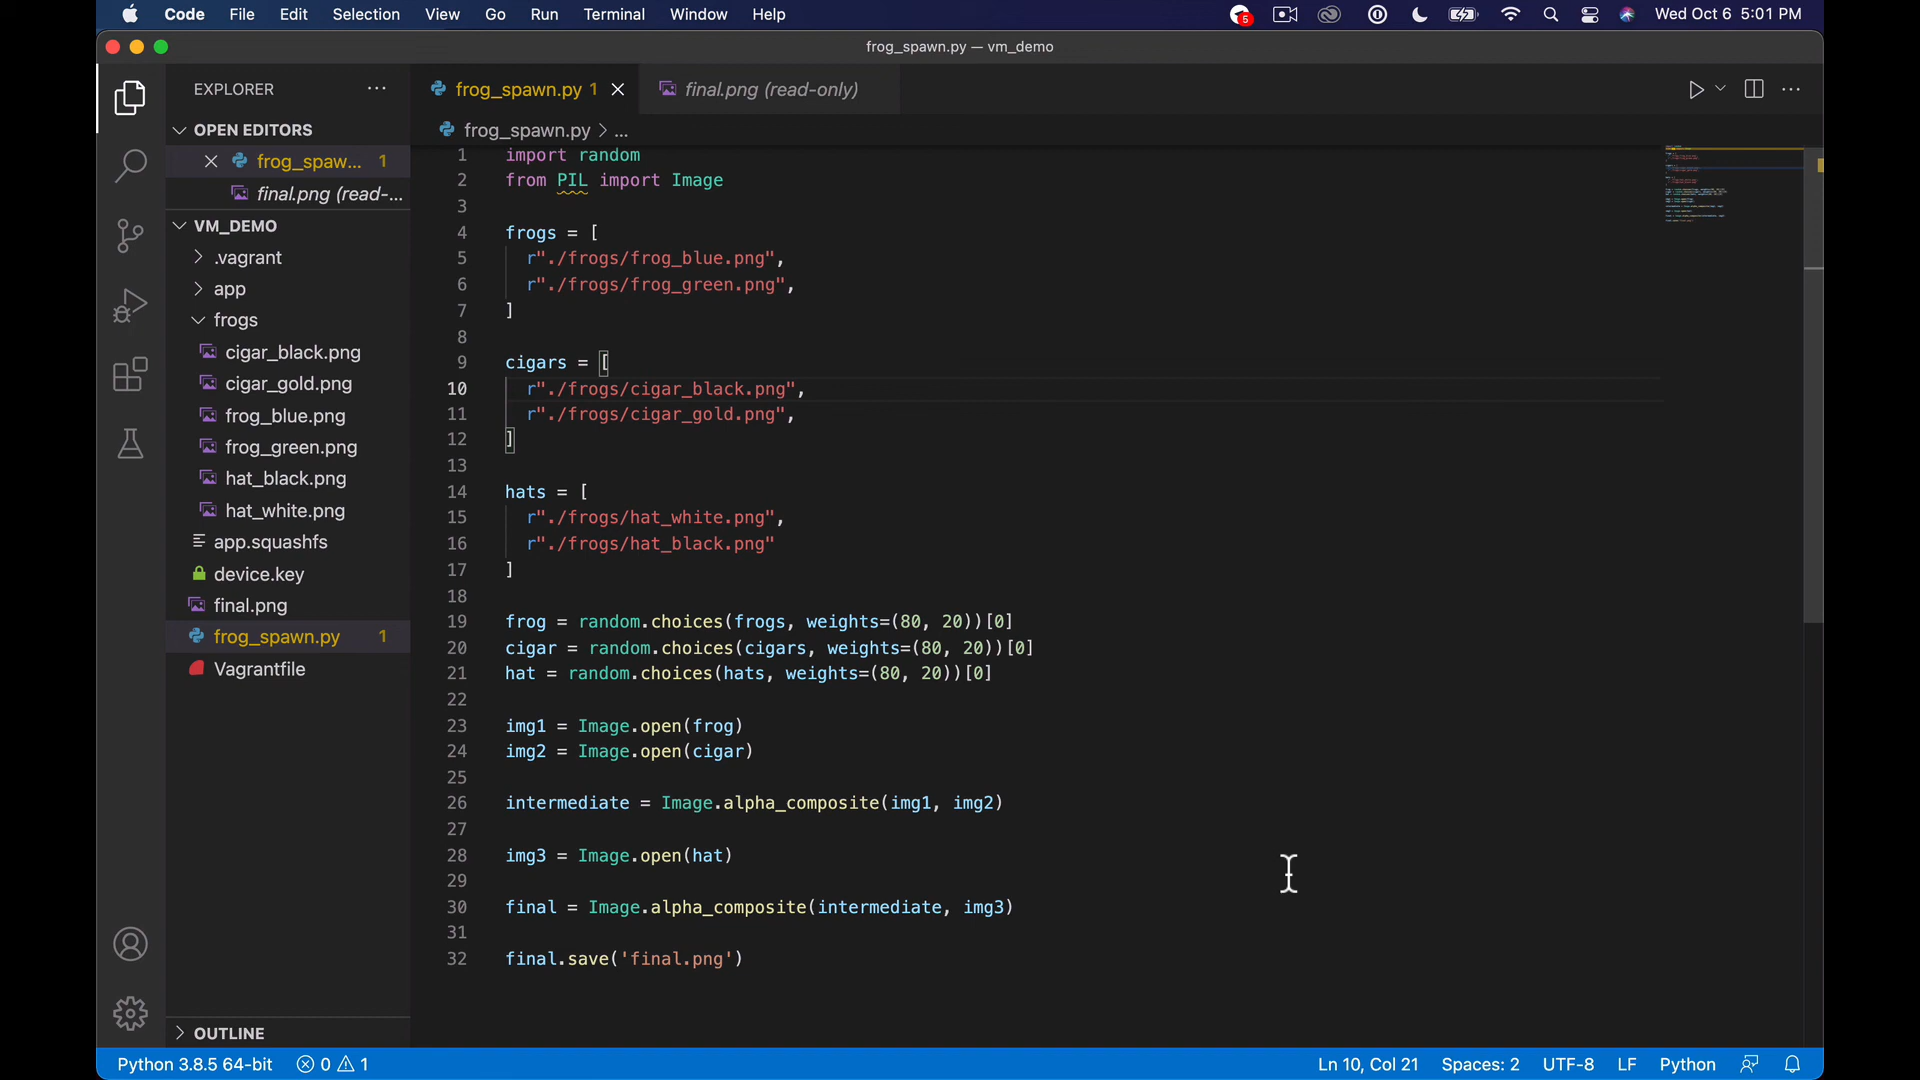 Code File Edit Selection View Go Run Terminal Window Help 5 Wed Oct 6 5:01 PM
frog_spawn.py — vm_demo
EXPLORER
frog_spawn.py 1
final.png (read-only)
OPEN EDITORS
frog_spawn.py > ...
frog_spaw... 1
final.png (read-...
VM_DEMO
.vagrant
app
frogs
cigar_black.png
cigar_gold.png
frog_blue.png
frog_green.png
hat_black.png
hat_white.png
app.squashfs
device.key
final.png
frog_spawn.py 1
Vagrantfile
OUTLINE
1 import random
2 from PIL import Image
3
4 frogs = [
5 r"./frogs/frog_blue.png",
6 r"./frogs/frog_green.png",
7 ]
8
9 cigars = [
10 r"./frogs/cigar_black.png",
11 r"./frogs/cigar_gold.png",
12 ]
13
14 hats = [
15 r"./frogs/hat_white.png",
16 r"./frogs/hat_black.png"
17 ]
18
19 frog = random.choices(frogs, weights=(80, 20))[0]
20 cigar = random.choices(cigars, weights=(80, 20))[0]
21 hat = random.choices(hats, weights=(80, 20))[0]
22
23 img1 = Image.open(frog)
24 img2 = Image.open(cigar)
25
26 intermediate = Image.alpha_composite(img1, img2)
27
28 img3 = Image.open(hat)
29
30 final = Image.alpha_composite(intermediate, img3)
31
32 final.save('final.png')
Python 3.8.5 64-bit 0 1 Ln 10, Col 21 Spaces: 2 UTF-8 LF Python